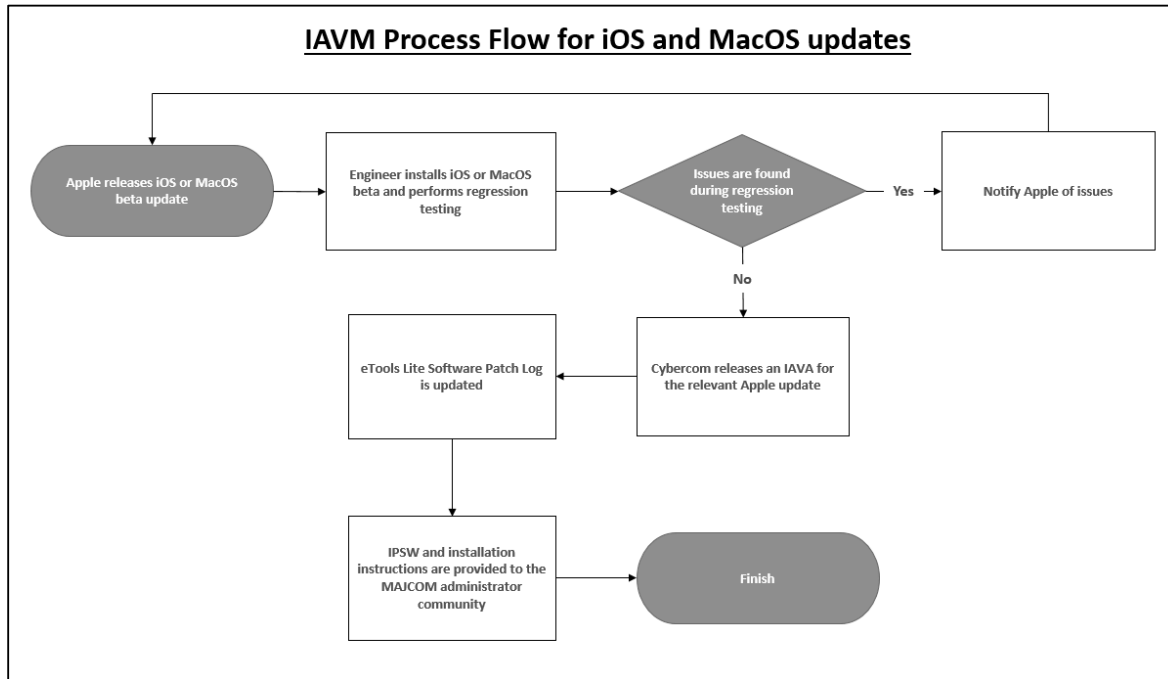 IAVM Process Flow for iOS and MacOS updates
Apple releases iOS or MacOS
beta update
Engineer installs iOS or MacOS
beta and performs regression
testing
Issues are found
during regression
testing
Yes
Notify Apple of issues
No
eTools Lite Software Patch Log
is updated
Cybercom releases an IAVA for
the relevant Apple update
IPSW and installation
instructions are provided to the
MAJCOM administrator
community
Finish